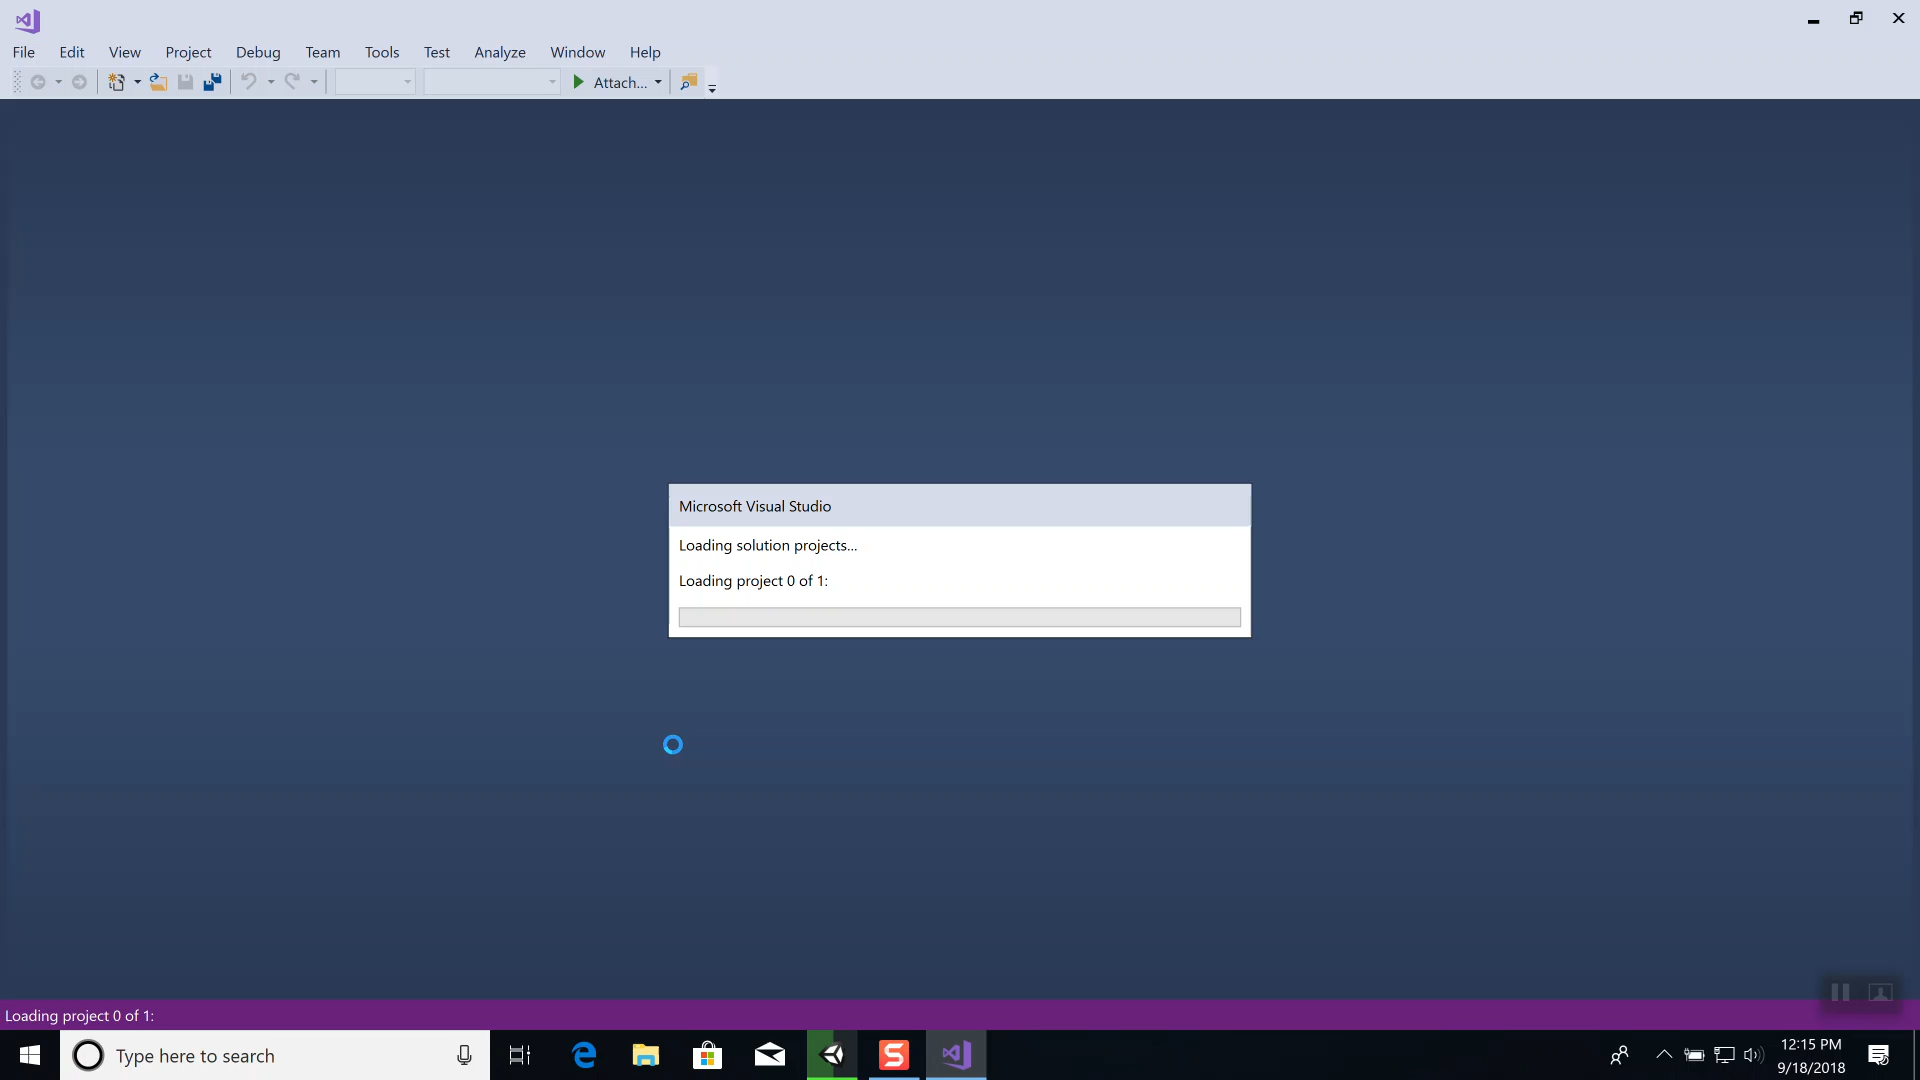 File Edit View Project Debug Team Tools Test Analyze Window Help
Attach...
Microsoft Visual Studio
Loading solution projects...
Loading project 0 of 1:
Loading project 0 of 1:
Type here to search
12:15 PM
9/18/2018